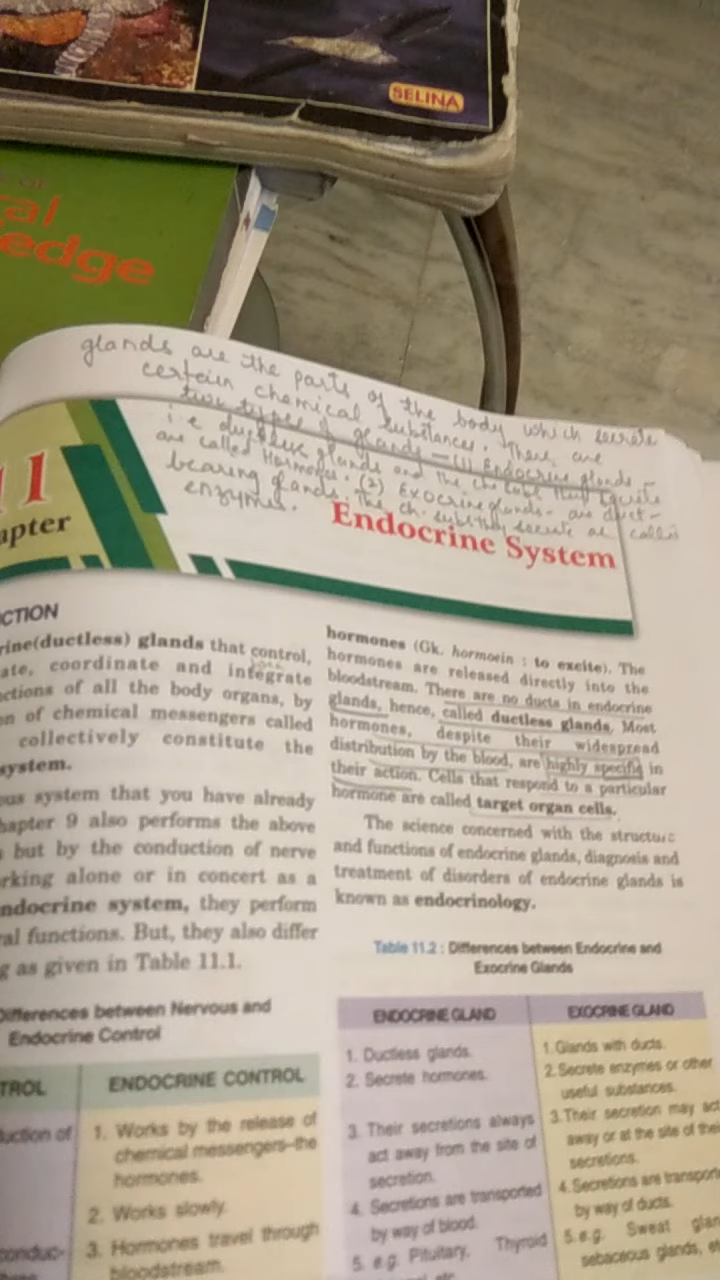 SELINA
al
edge
glands are the parts of the body which secrete
certain chemical substances. There are
two types of glands — (1) Endocrine glands -
i.e ductless glands and the che subs they secrete
are called Hormones. (2) Exocrine glands - are duct-
bearing glands. The ch. subs they secrete are called
enzymes.
11
apter
Endocrine System
CTION
rine(ductless) glands that control,
ate, coordinate and integrate
ctions of all the body organs, by
on of chemical messengers called
collectively constitute the
system.
ous system that you have already
hapter 9 also performs the above
but by the conduction of nerve
rking alone or in concert as a
ndocrine system, they perform
ral functions. But, they also differ
g as given in Table 11.1.
Differences between Nervous and
Endocrine Control
TROL
ENDOCRINE CONTROL
duction of
1. Works by the release of
chemical messengers–the
hormones.
2. Works slowly.
conduc-
3. Hormones travel through
bloodstream.
hormones (Gk. hormoein : to excite). The
hormones are released directly into the
bloodstream. There are no ducts in endocrine
glands, hence, called ductless glands. Most
hormones, despite their widespread
distribution by the blood, are highly specific in
their action. Cells that respond to a particular
hormone are called target organ cells.
The science concerned with the structure
and functions of endocrine glands, diagnosis and
treatment of disorders of endocrine glands is
known as endocrinology.
Table 11.2 : Differences between Endocrine and
Exocrine Glands
ENDOCRINE GLAND
1. Ductless glands.
2. Secrete hormones.
3. Their secretions always
act away from the site of
secretion.
4. Secretions are transported
by way of blood.
5. e.g. Pituitary, Thyroid
etc.
EXOCRINE GLAND
1. Glands with ducts.
2. Secrete enzymes or other
useful substances.
3. Their secretion may act
away or at the site of their
secretions.
4. Secretions are transport
by way of ducts.
5. e.g. Sweat glan
sebaceous glands, et